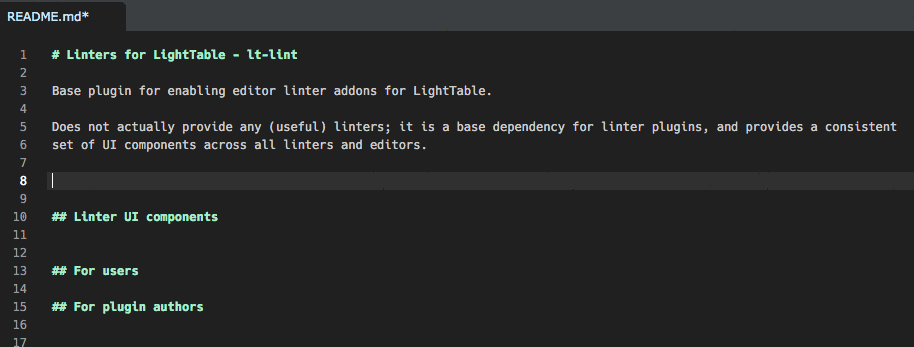 README.md*
1 # Linters for LightTable - lt-lint
2
3 Base plugin for enabling editor linter addons for LightTable.
4
5 Does not actually provide any (useful) linters; it is a base dependency for linter plugins, and provides a consistent
6 set of UI components across all linters and editors.
7
8
9
10 ## Linter UI components
11
12
13 ## For users
14
15 ## For plugin authors
16
17